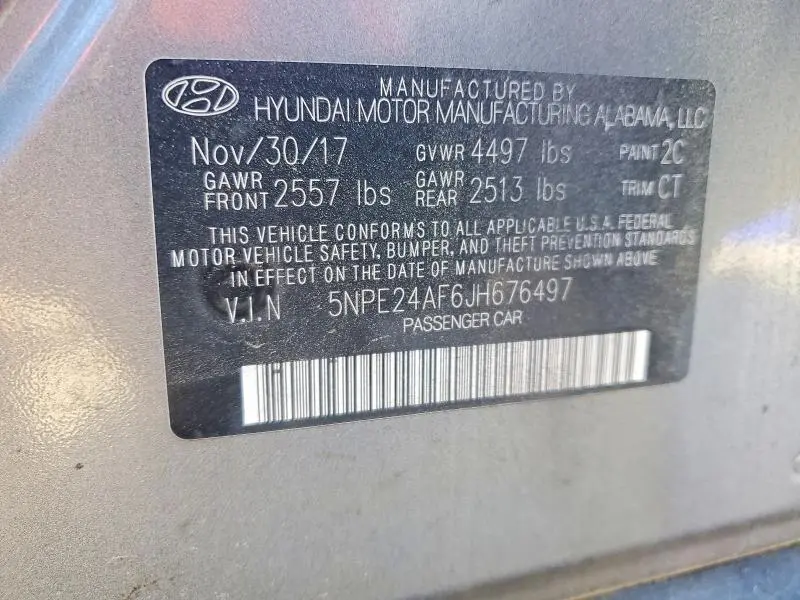 MANUFACTURED BY
HYUNDAI MOTOR MANUFACTURING ALABAMA, LLC
Nov/30/17 GVWR 4497 lbs PAINT 2C
GAWR FRONT 2557 lbs GAWR REAR 2513 lbs TRIM CT
THIS VEHICLE CONFORMS TO ALL APPLICABLE U.S.A. FEDERAL
MOTOR VEHICLE SAFETY, BUMPER, AND THEFT PREVENTION STANDARDS
IN EFFECT ON THE DATE OF MANUFACTURE SHOWN ABOVE
V.I.N 5NPE24AF6JH676497
PASSENGER CAR